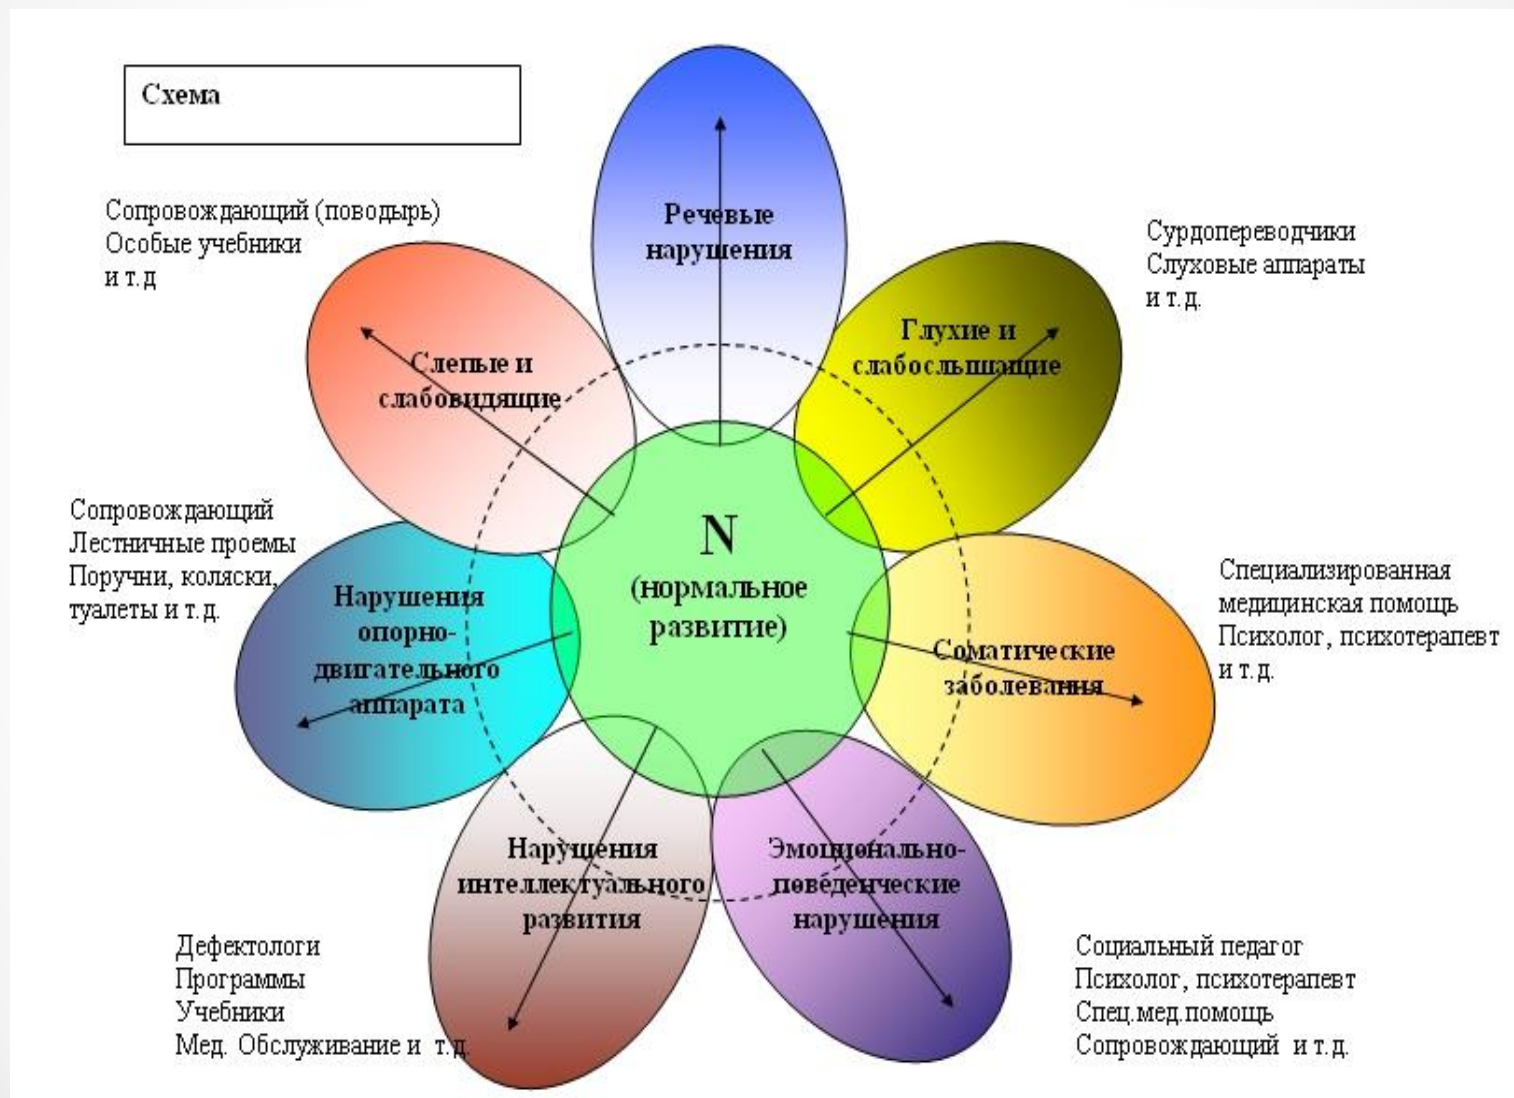 Схема
Речевые
нарушения
Сопровождающий (поводырь)
Особые учебники
и т.д
Слепые и
слабовидящие
Глухие и
слабослышащие
Сурдопереводчики
Слуховые аппараты
и т.д.
Сопровождающий
Лестничные проемы
Поручни, коляски,
туалеты и т.д.
Нарушения
опорно-
двигательного
аппарата
N
(нормальное
развитие)
Соматические
заболевания
Специализированная
медицинская помощь
Психолог, психотерапевт
и т.д.
Нарушения
интеллектуального
развития
Эмоционально-
поведенческие
нарушения
Дефектологи
Программы
Учебники
Мед. Обслуживание и т.д.
Социальный педагог
Психолог, психотерапевт
Спец.мед.помощь
Сопровождающий и т.д.